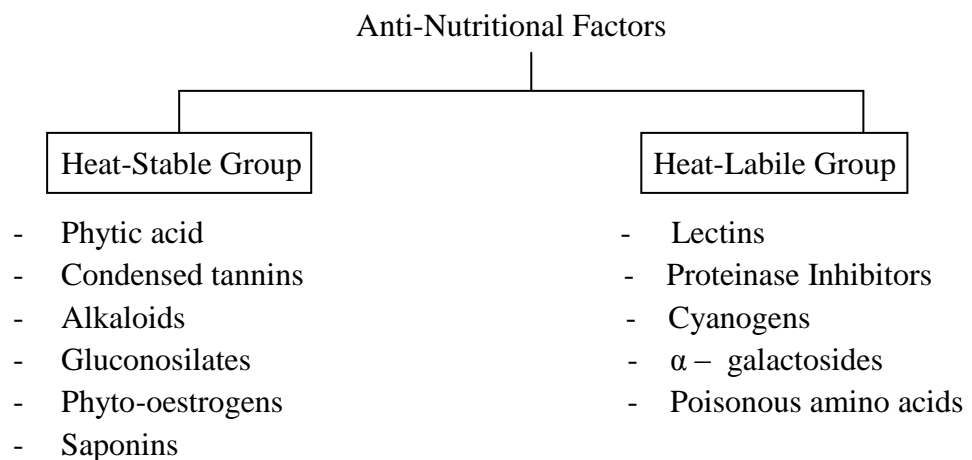 Anti-Nutritional Factors
Heat-Stable Group
- Phytic acid
- Condensed tannins
- Alkaloids
- Gluconosilates
- Phyto-oestrogens
- Saponins
Heat-Labile Group
- Lectins
- Proteinase Inhibitors
- Cyanogens
- α – galactosides
- Poisonous amino acids